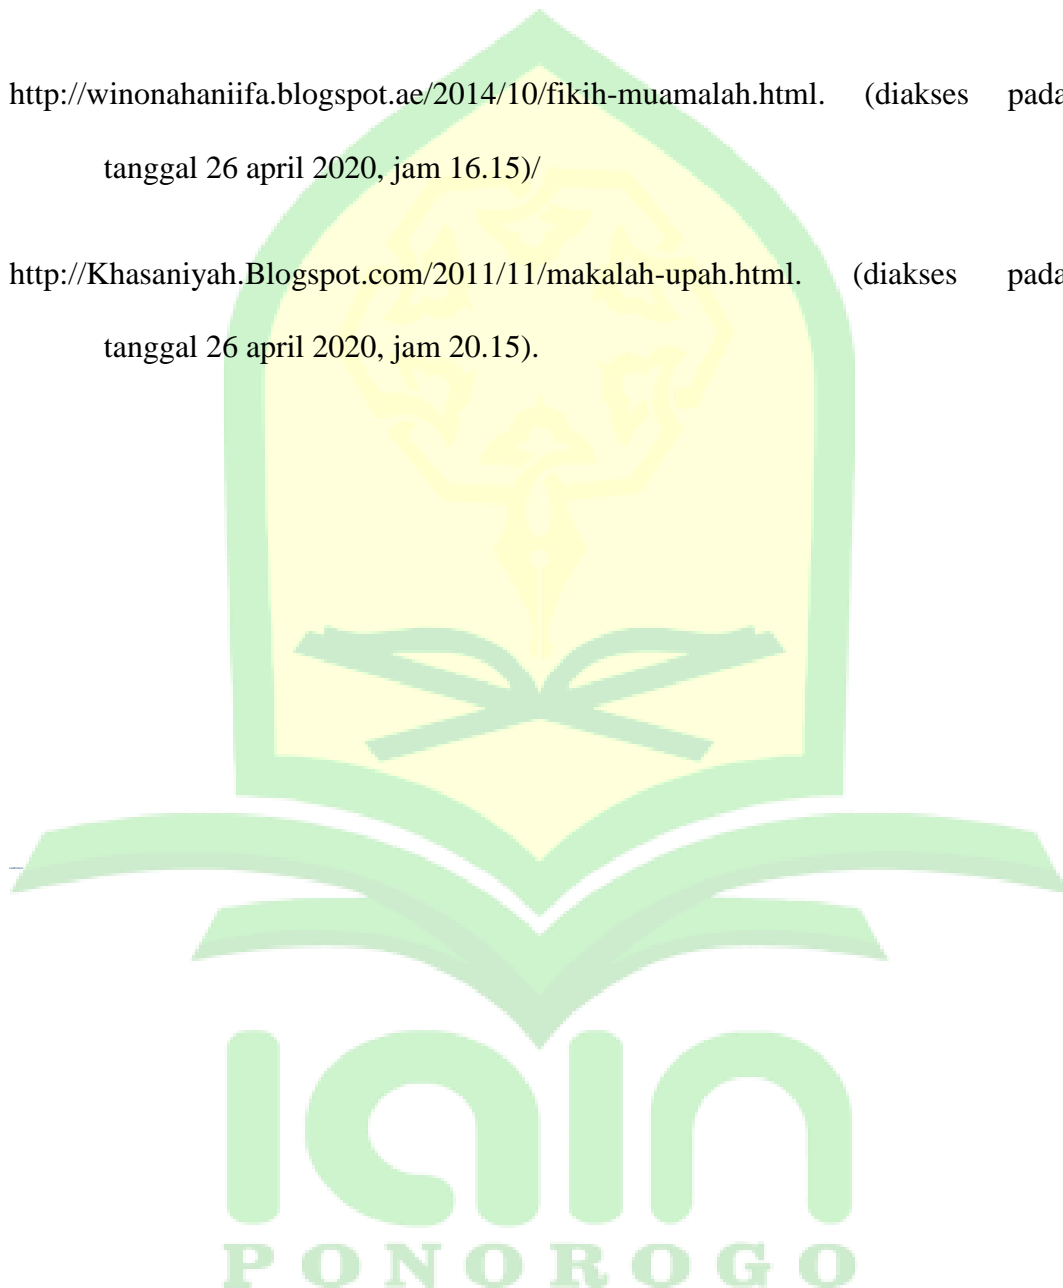 http://winonahaniifa.blogspot.ae/2014/10/fikih-muamalah.html. (diakses pada
tanggal 26 april 2020, jam 16.15)/
http://Khasaniyah.Blogspot.com/2011/11/makalah-upah.html. (diakses pada
tanggal 26 april 2020, jam 20.15).
iain
PONOROGO